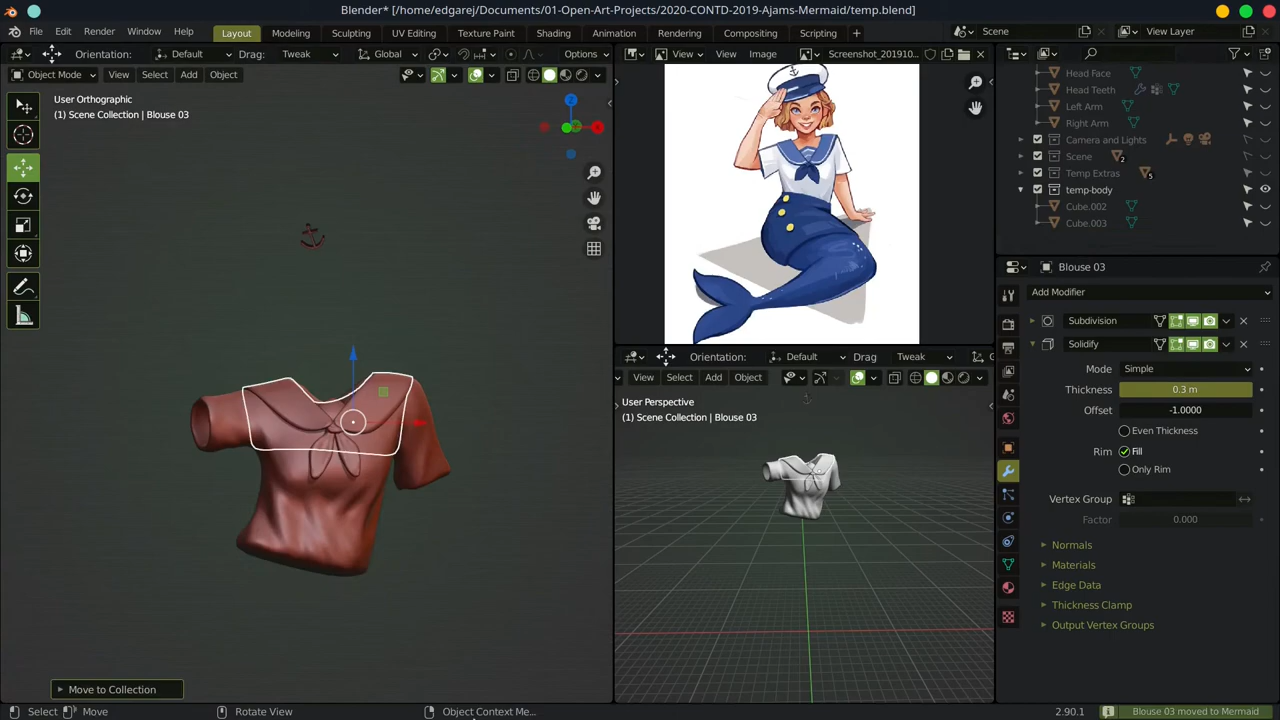 Blender* [/home/edgarej/Documents/01-Open-Art-Projects/2020-CONTD-2019-Ajams-Mermaid/temp.blend]
File Edit Render Window Help Layout Modeling Sculpting UV Editing Texture Paint Shading Animation Rendering Compositing Scripting + Scene View Layer
Orientation: Default Drag: Tweak Global Options
Object Mode View Select Add Object
User Orthographic
(1) Scene Collection | Blouse 03
Move to Collection
View View Image Screenshot_201910...
Orientation: Default Drag Tweak
View Select Add Object
User Perspective
(1) Scene Collection | Blouse 03
Head Face
Head Teeth
Left Arm
Right Arm
Camera and Lights
Scene 2
Temp Extras 5
temp-body
Cube.002
Cube.003
Blouse 03
Add Modifier
Subdivision
Solidify
Mode Simple
Thickness 0.3 m
Offset -1.0000
Even Thickness
Rim Fill
Only Rim
Vertex Group
Factor 0.000
Normals
Materials
Edge Data
Thickness Clamp
Output Vertex Groups
Select Move Rotate View Object Context Me... 2.90.1 Blouse 03 moved to Mermaid